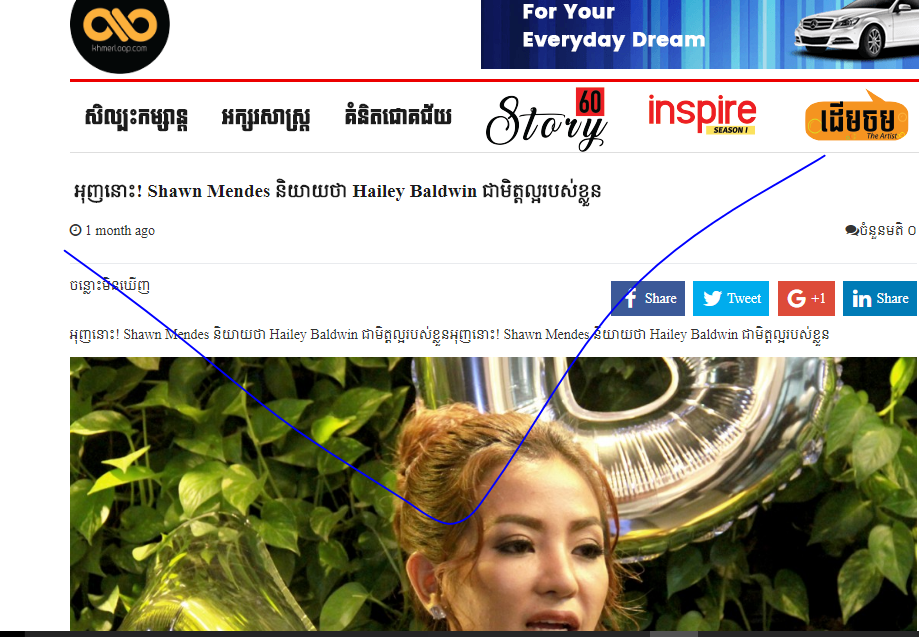 For Your
Everyday Dream
khmerloop.com
សិល្បះកម្សាន្ត អក្សរសាស្ត្រ គំនិតជោគជ័យ Story 60 inspire SEASON I ដើមចម The Artist
អុញនោះ! Shawn Mendes និយាយថា Hailey Baldwin ជាមិត្តល្អរបស់ខ្លួន
1 month ago ចំនួនមតិ 0
ចន្លោះមិនឃើញ Share Tweet G +1 in Share
អុញនោះ! Shawn Mendes និយាយថា Hailey Baldwin ជាមិត្តល្អរបស់ខ្លួនអុញនោះ! Shawn Mendes និយាយថា Hailey Baldwin ជាមិត្តល្អរបស់ខ្លួន